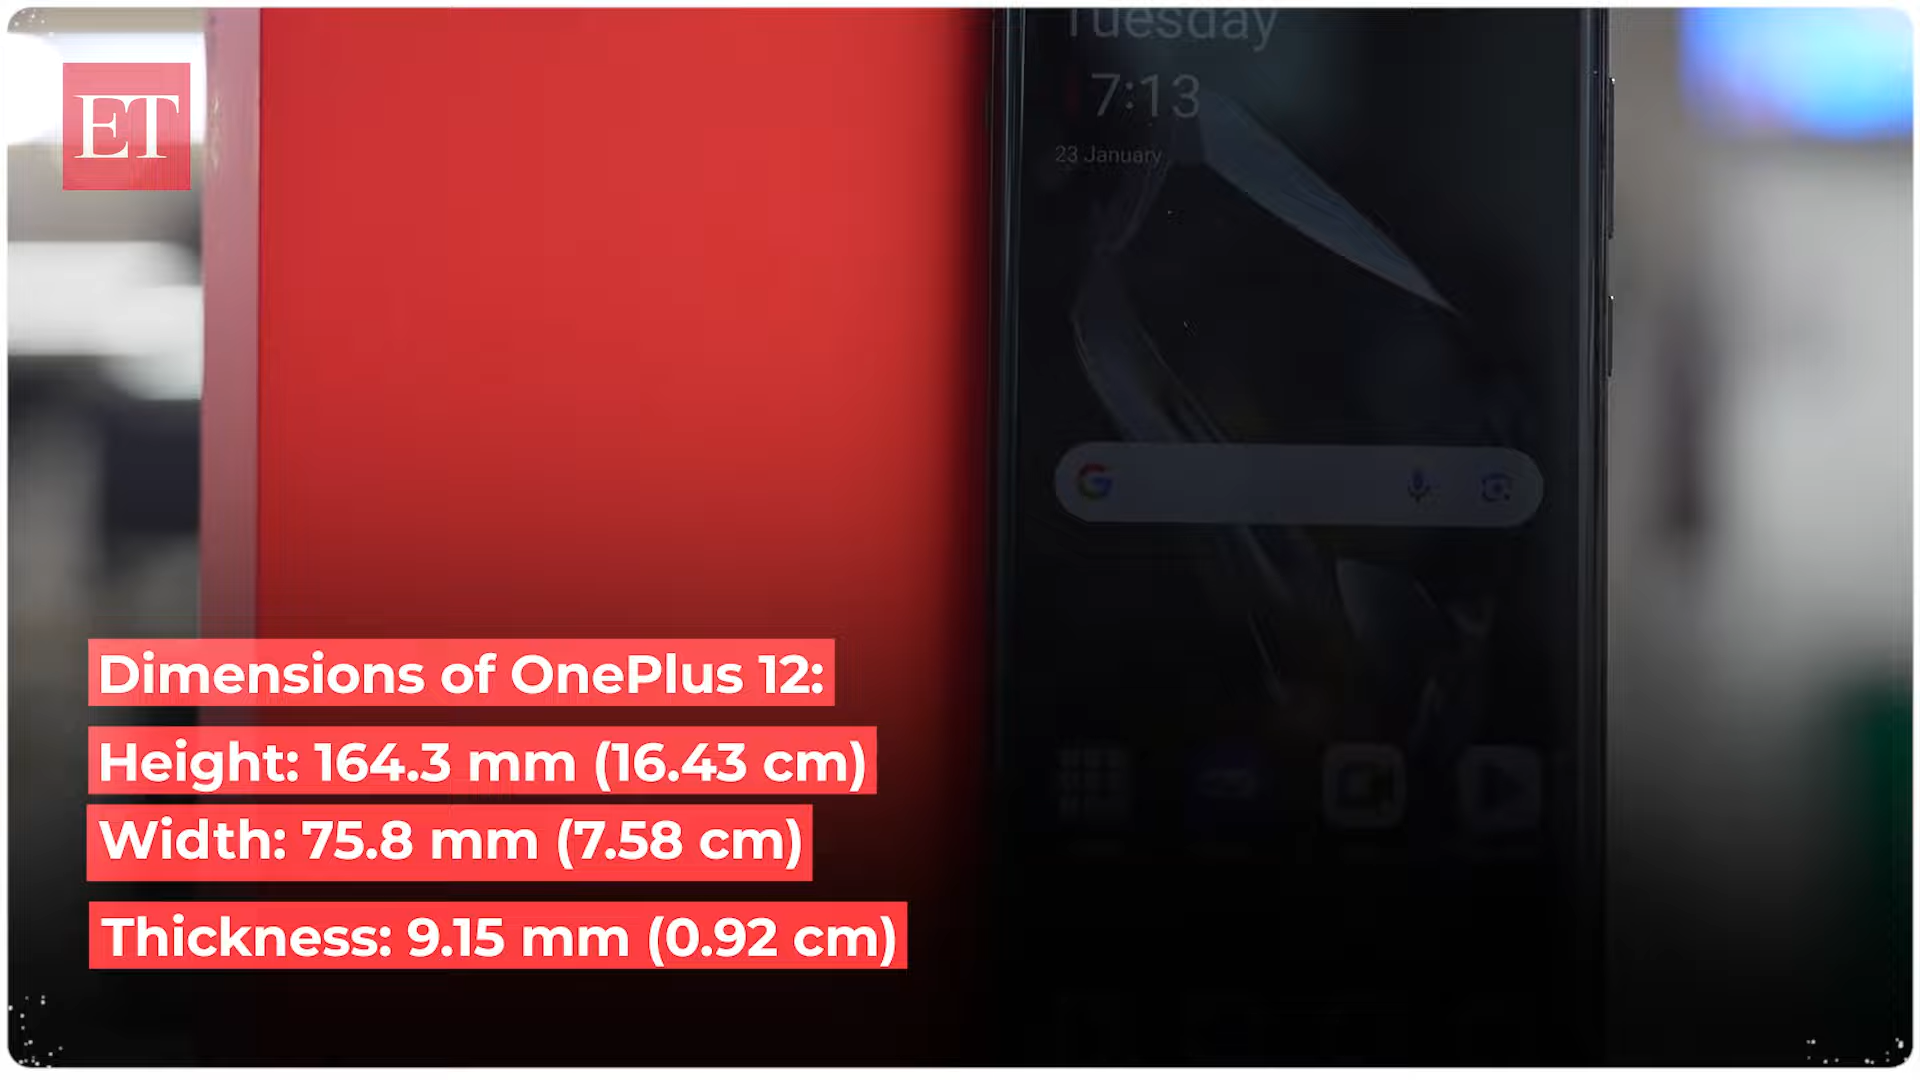 ET
Tuesday
7:13
23 January
G
Dimensions of OnePlus 12:
Height: 164.3 mm (16.43 cm)
Width: 75.8 mm (7.58 cm)
Thickness: 9.15 mm (0.92 cm)